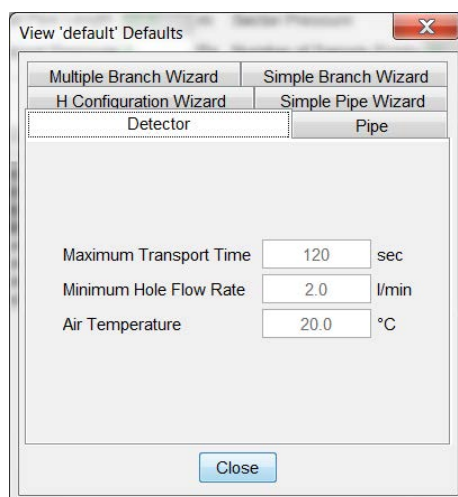 View 'default' Defaults
X
Multiple Branch Wizard Simple Branch Wizard
H Configuration Wizard Simple Pipe Wizard
Detector Pipe
Maximum Transport Time 120 sec
Minimum Hole Flow Rate 2.0 l/min
Air Temperature 20.0 °C
Close